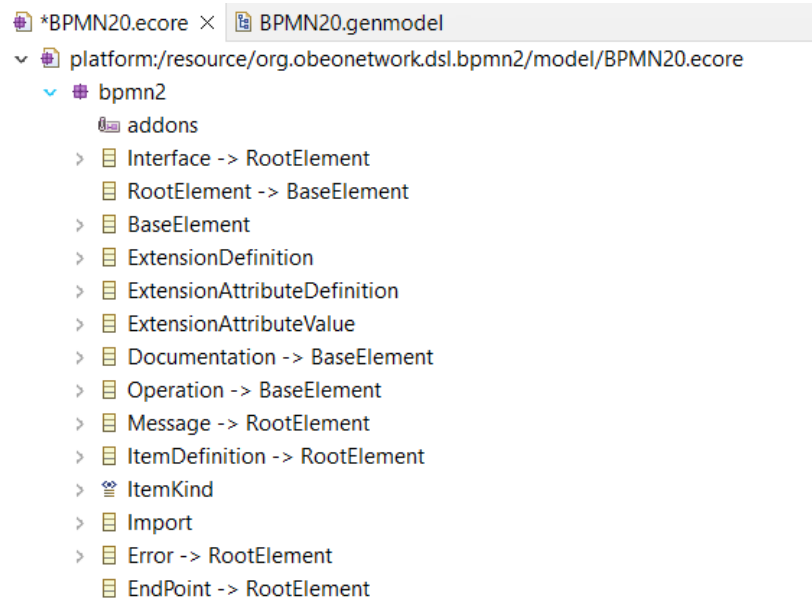 *BPMN20.ecore × BPMN20.genmodel
platform:/resource/org.obeonetwork.dsl.bpmn2/model/BPMN20.ecore
bpmn2
addons
Interface -> RootElement
RootElement -> BaseElement
BaseElement
ExtensionDefinition
ExtensionAttributeDefinition
ExtensionAttributeValue
Documentation -> BaseElement
Operation -> BaseElement
Message -> RootElement
ItemDefinition -> RootElement
ItemKind
Import
Error -> RootElement
EndPoint -> RootElement